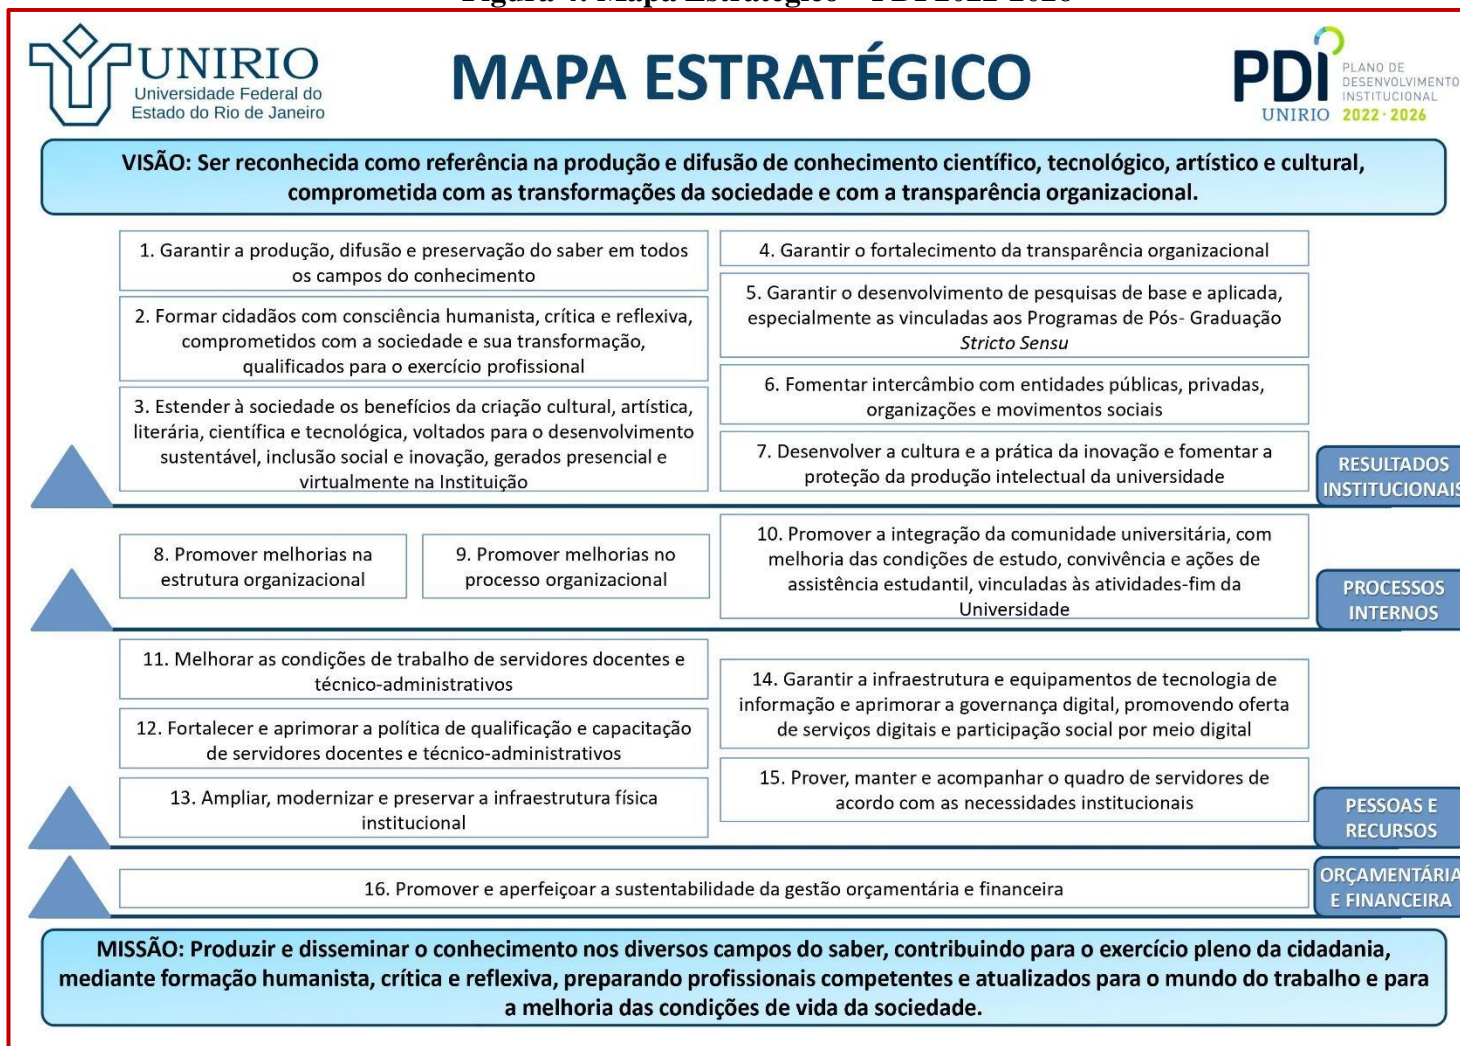 Figura 4: Mapa Estratégico – PDI 2022-2026
UNIRIO
Universidade Federal do
Estado do Rio de Janeiro
MAPA ESTRATÉGICO
PDI
PLANO DE
DESENVOLVIMENTO
INSTITUCIONAL
UNIRIO 2022-2026
VISÃO: Ser reconhecida como referência na produção e difusão de conhecimento científico, tecnológico, artístico e cultural,
comprometida com as transformações da sociedade e com a transparência organizacional.
1. Garantir a produção, difusão e preservação do saber em todos
os campos do conhecimento
2. Formar cidadãos com consciência humanista, crítica e reflexiva,
comprometidos com a sociedade e sua transformação,
qualificados para o exercício profissional
3. Estender à sociedade os benefícios da criação cultural, artística,
literária, científica e tecnológica, voltados para o desenvolvimento
sustentável, inclusão social e inovação, gerados presencial e
virtualmente na Instituição
4. Garantir o fortalecimento da transparência organizacional
5. Garantir o desenvolvimento de pesquisas de base e aplicada,
especialmente as vinculadas aos Programas de Pós- Graduação
Stricto Sensu
6. Fomentar intercâmbio com entidades públicas, privadas,
organizações e movimentos sociais
7. Desenvolver a cultura e a prática da inovação e fomentar a
proteção da produção intelectual da universidade
RESULTADOS
INSTITUCIONAIS
8. Promover melhorias na
estrutura organizacional
9. Promover melhorias no
processo organizacional
10. Promover a integração da comunidade universitária, com
melhoria das condições de estudo, convivência e ações de
assistência estudantil, vinculadas às atividades-fim da
Universidade
PROCESSOS
INTERNOS
11. Melhorar as condições de trabalho de servidores docentes e
técnico-administrativos
12. Fortalecer e aprimorar a política de qualificação e capacitação
de servidores docentes e técnico-administrativos
13. Ampliar, modernizar e preservar a infraestrutura física
institucional
14. Garantir a infraestrutura e equipamentos de tecnologia de
informação e aprimorar a governança digital, promovendo oferta
de serviços digitais e participação social por meio digital
15. Prover, manter e acompanhar o quadro de servidores de
acordo com as necessidades institucionais
PESSOAS E
RECURSOS
16. Promover e aperfeiçoar a sustentabilidade da gestão orçamentária e financeira
ORÇAMENTÁRIA
E FINANCEIRA
MISSÃO: Produzir e disseminar o conhecimento nos diversos campos do saber, contribuindo para o exercício pleno da cidadania,
mediante formação humanista, crítica e reflexiva, preparando profissionais competentes e atualizados para o mundo do trabalho e para
a melhoria das condições de vida da sociedade.